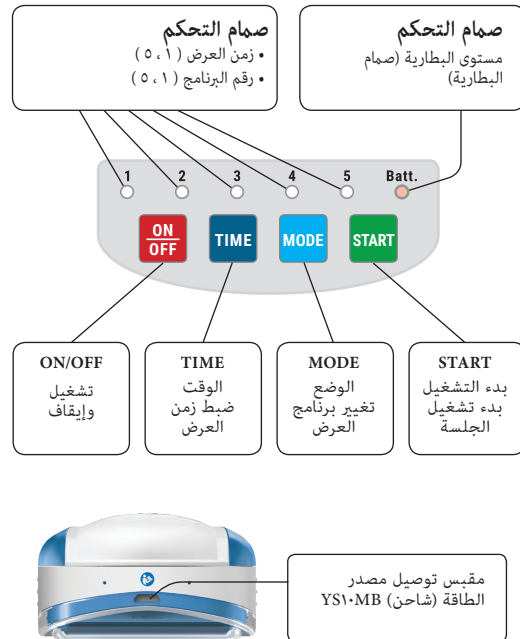 صمام التحكم
• زمن العرض ( ١ ، ٥ )
• رقم البرنامج ( ١ ، ٥ )
صمام التحكم
مستوى البطارية (صمام
البطارية)
1 2 3 4 5 Batt.
ON
OFF
TIME
MODE
START
ON/OFF
تشغيل
وإيقاف
TIME
الوقت
ضبط زمن
العرض
MODE
الوضع
تغيير برنامج
العرض
START
بدء التشغيل
بدء تشغيل
الجلسة
مقبس توصيل مصدر
الطاقة (شاحن) YS١٠MB